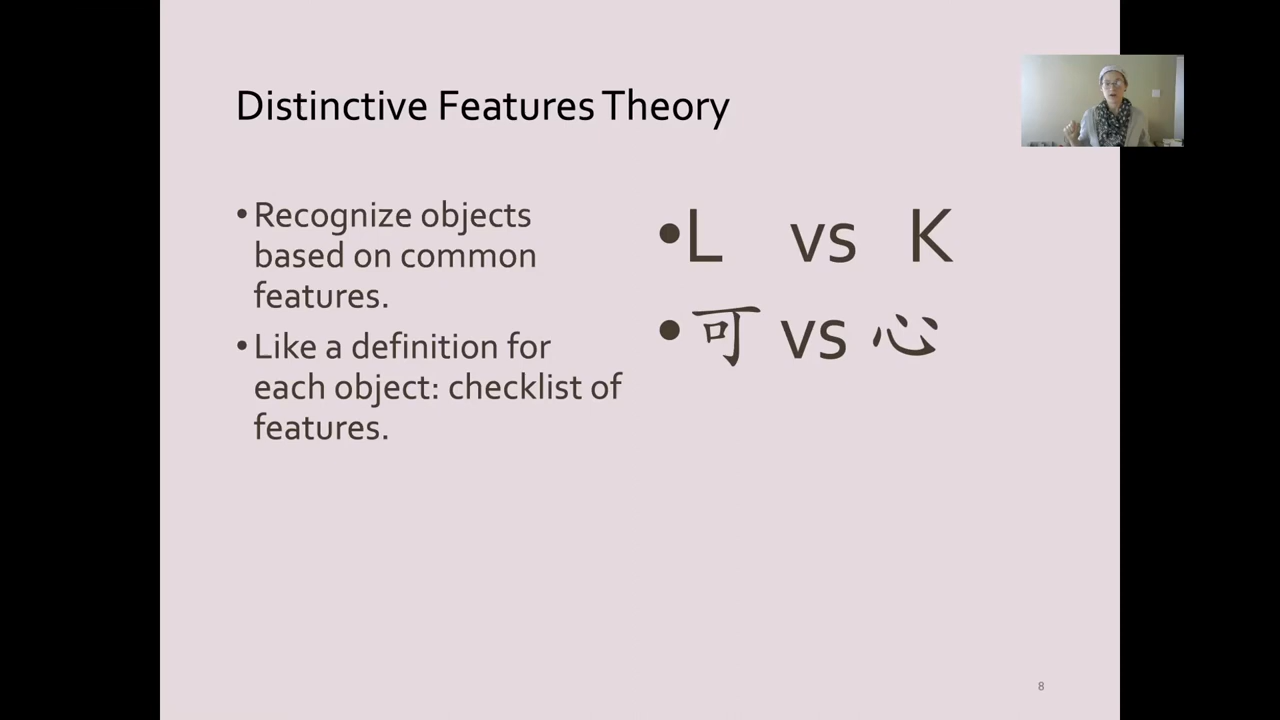 Distinctive Features Theory
•Recognize objects
based on common
features.
•Like a definition for
each object: checklist of
features.
•L vs K
•可 vs 心
8